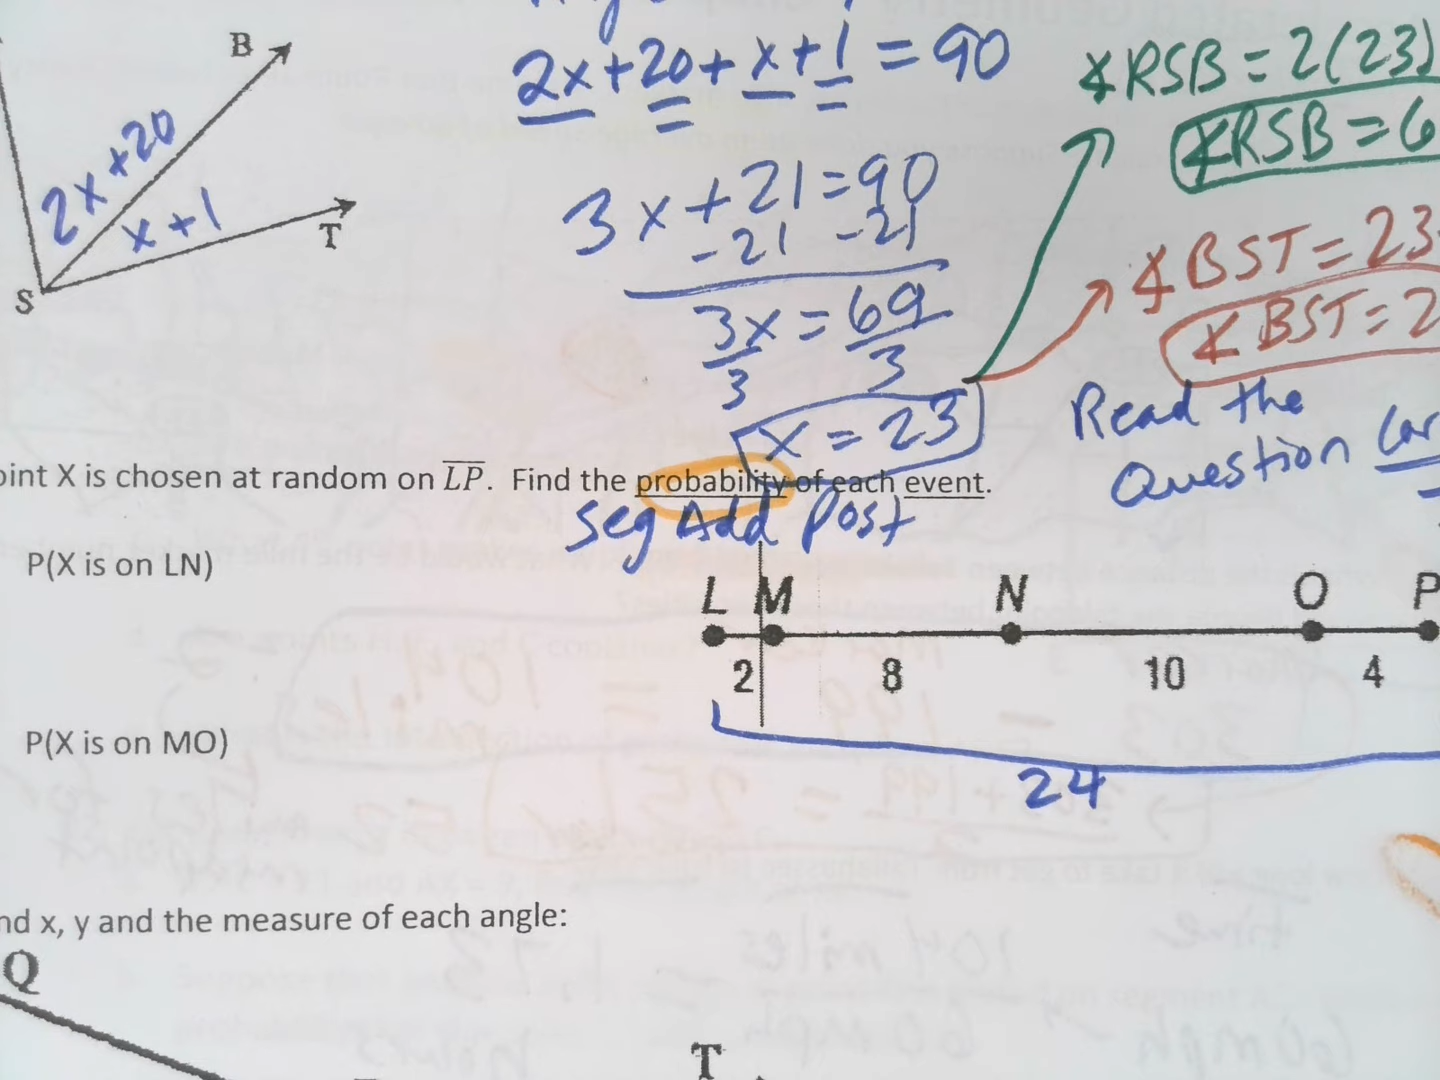 B
2x+20
x+1
T
S
2x+20+x+1=90
3x+21=90
-21 -21
3x=69
3 3
x=23
∡RSB=2(23)
∡RSB=6
∡BST=23
∡BST=2
Read the
Question
oint X is chosen at random on LP. Find the probability of each event.
Seg Add Post
P(X is on LN)
L M N O P
2 8 10 4
P(X is on MO)
24
nd x, y and the measure of each angle:
Q
T